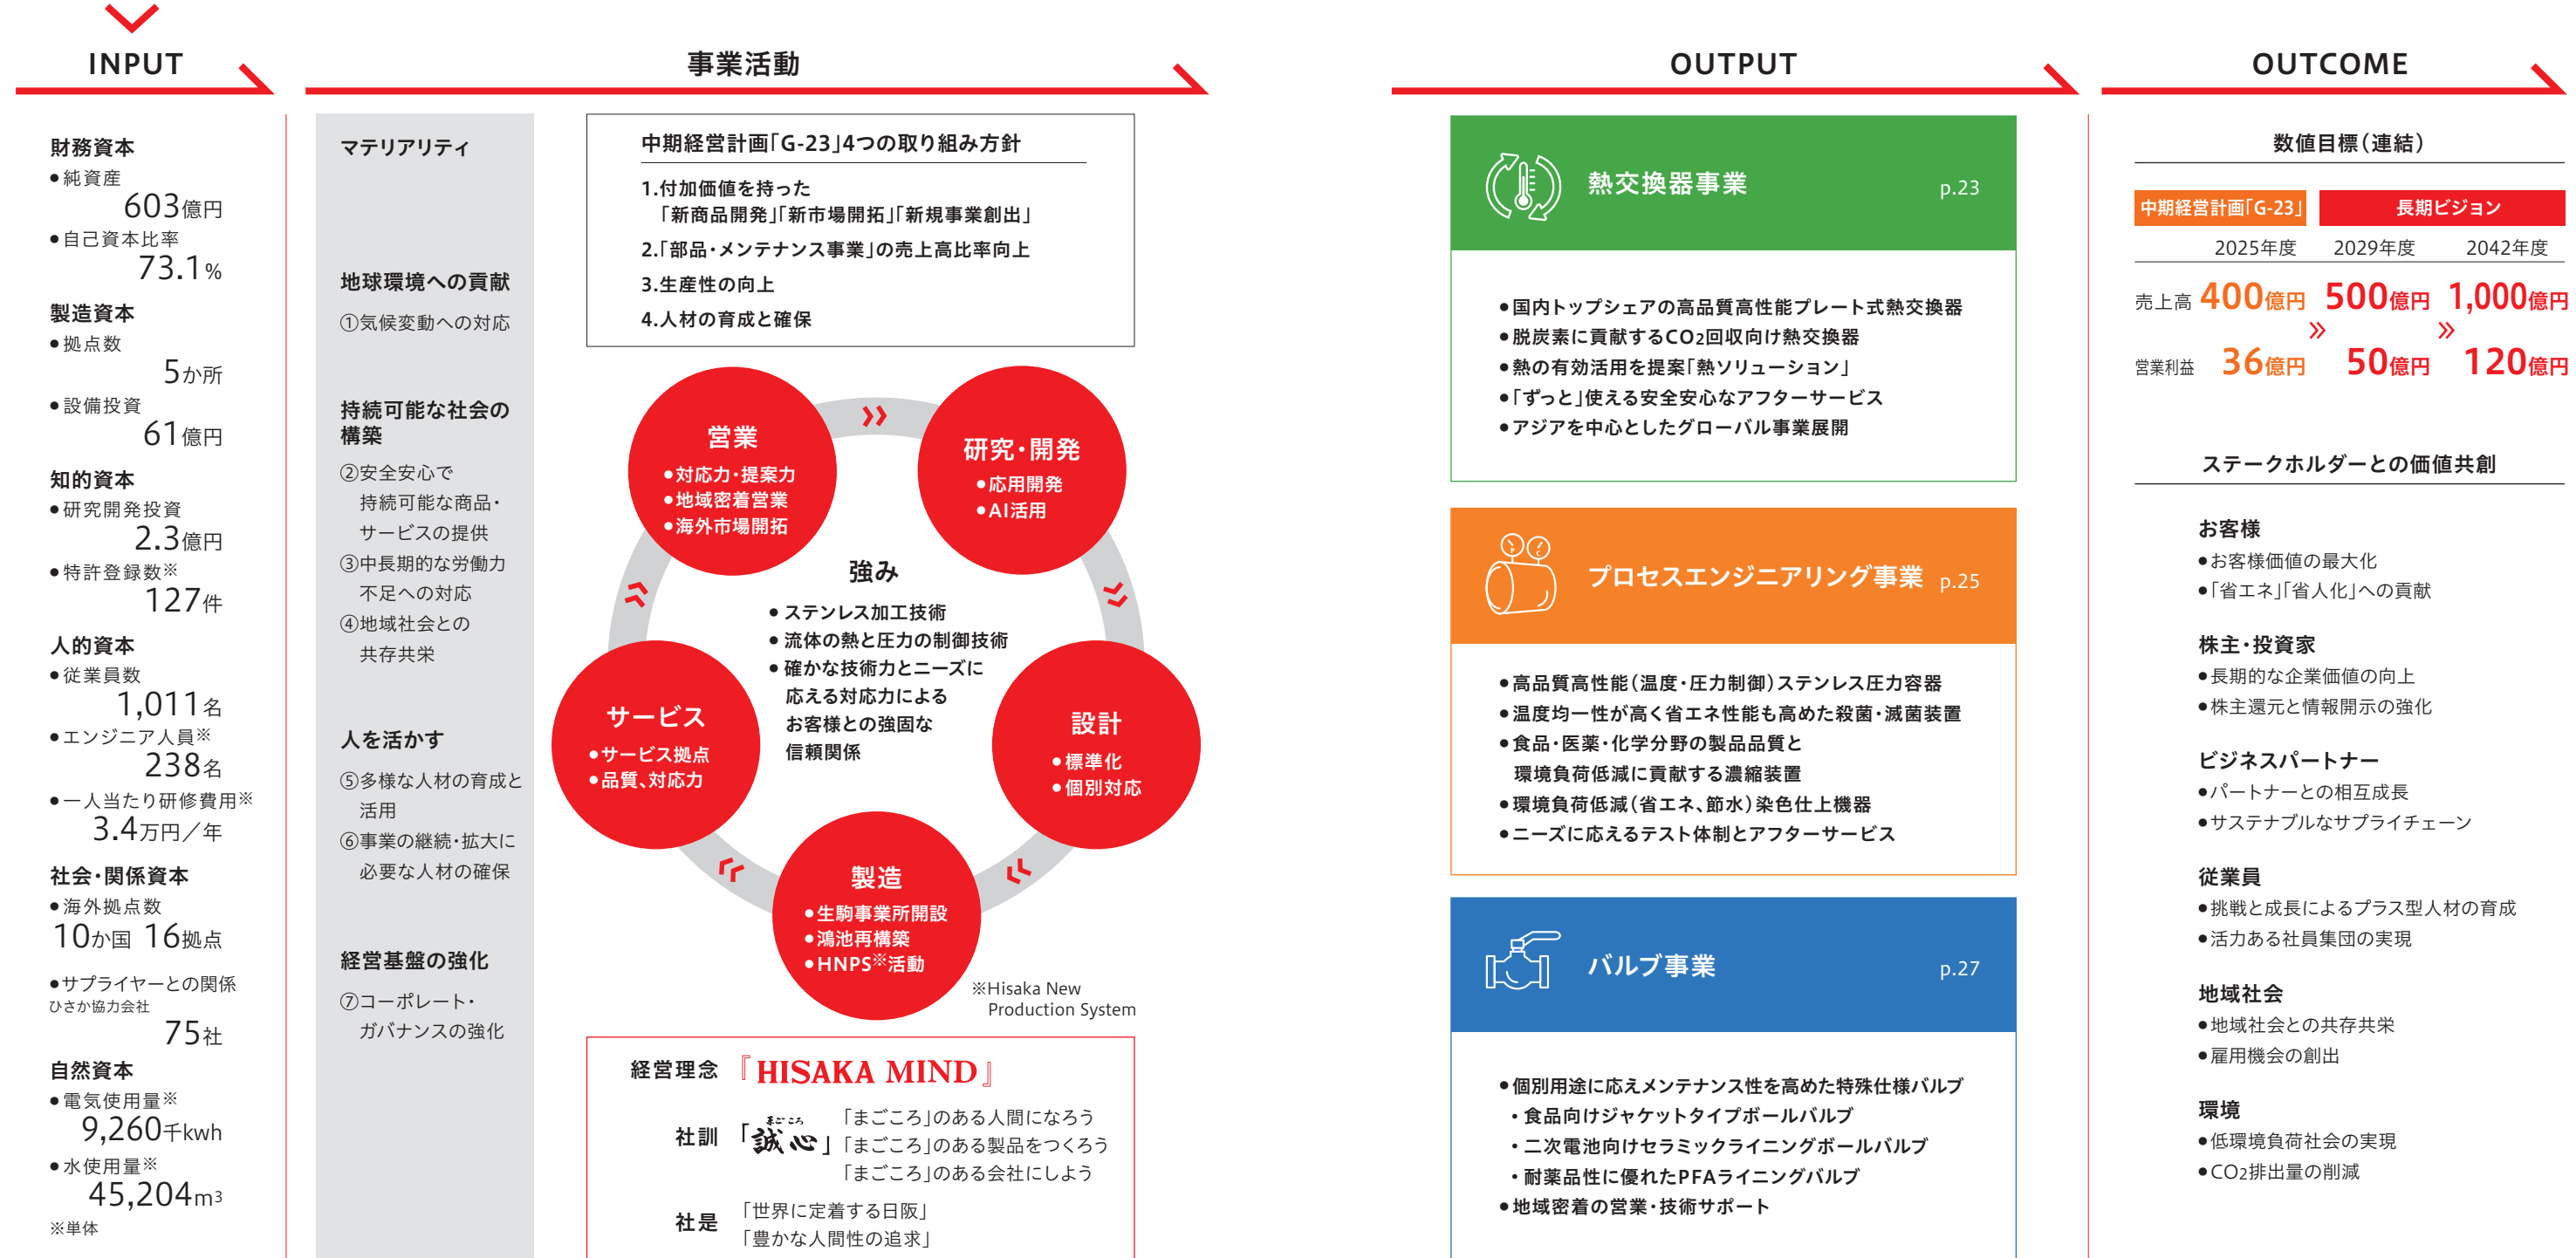 INPUT
財務資本
●純資産
603億円
●自己資本比率
73.1%
製造資本
●拠点数
5か所
●設備投資
61億円
知的資本
●研究開発投資
2.3億円
●特許登録数※
127件
人的資本
●従業員数
1,011名
●エンジニア人員※
238名
●一人当たり研修費用※
3.4万円／年
社会・関係資本
●海外拠点数
10か国 16拠点
●サプライヤーとの関係
ひさか協力会社
75社
自然資本
●電気使用量※
9,260千kwh
●水使用量※
45,204m3
※単体
事業活動
マテリアリティ
地球環境への貢献
①気候変動への対応
持続可能な社会の
構築
②安全安心で
持続可能な商品・
サービスの提供
③中長期的な労働力
不足への対応
④地域社会との
共存共栄
人を活かす
⑤多様な人材の育成と
活用
⑥事業の継続・拡大に
必要な人材の確保
経営基盤の強化
⑦コーポレート・
ガバナンスの強化
中期経営計画「G-23」4つの取り組み方針
1.付加価値を持った
「新商品開発」「新市場開拓」「新規事業創出」
2.「部品・メンテナンス事業」の売上高比率向上
3.生産性の向上
4.人材の育成と確保
営業
●対応力・提案力
●地域密着営業
●海外市場開拓
研究・開発
●応用開発
●AI活用
設計
●標準化
●個別対応
製造
●生駒事業所開設
●鴻池再構築
●HNPS※活動
サービス
●サービス拠点
●品質、対応力
強み
● ステンレス加工技術
● 流体の熱と圧力の制御技術
● 確かな技術力とニーズに
応える対応力による
お客様との強固な
信頼関係
※Hisaka New
Production System
経営理念 『HISAKA MIND』
社訓 「誠心」
まごころ
「まごころ」のある人間になろう
「まごころ」のある製品をつくろう
「まごころ」のある会社にしよう
社是
「世界に定着する日阪」
「豊かな人間性の追求」
OUTPUT
熱交換器事業 p.23
●国内トップシェアの高品質高性能プレート式熱交換器
●脱炭素に貢献するCO2回収向け熱交換器
●熱の有効活用を提案「熱ソリューション」
●「ずっと」使える安全安心なアフターサービス
●アジアを中心としたグローバル事業展開
プロセスエンジニアリング事業 p.25
●高品質高性能（温度・圧力制御）ステンレス圧力容器
●温度均一性が高く省エネ性能も高めた殺菌・滅菌装置
●食品・医薬・化学分野の製品品質と
環境負荷低減に貢献する濃縮装置
●環境負荷低減（省エネ、節水）染色仕上機器
●ニーズに応えるテスト体制とアフターサービス
バルブ事業 p.27
●個別用途に応えメンテナンス性を高めた特殊仕様バルブ
・食品向けジャケットタイプボールバルブ
・二次電池向けセラミックライニングボールバルブ
・耐薬品性に優れたPFAライニングバルブ
●地域密着の営業・技術サポート
OUTCOME
数値目標（連結）
中期経営計画「G-23」 長期ビジョン
2025年度 2029年度 2042年度
売上高 400億円 500億円 1,000億円
営業利益 36億円 50億円 120億円
ステークホルダーとの価値共創
お客様
●お客様価値の最大化
●「省エネ」「省人化」への貢献
株主・投資家
●長期的な企業価値の向上
●株主還元と情報開示の強化
ビジネスパートナー
●パートナーとの相互成長
●サステナブルなサプライチェーン
従業員
●挑戦と成長によるプラス型人材の育成
●活力ある社員集団の実現
地域社会
●地域社会との共存共栄
●雇用機会の創出
環境
●低環境負荷社会の実現
●CO2排出量の削減